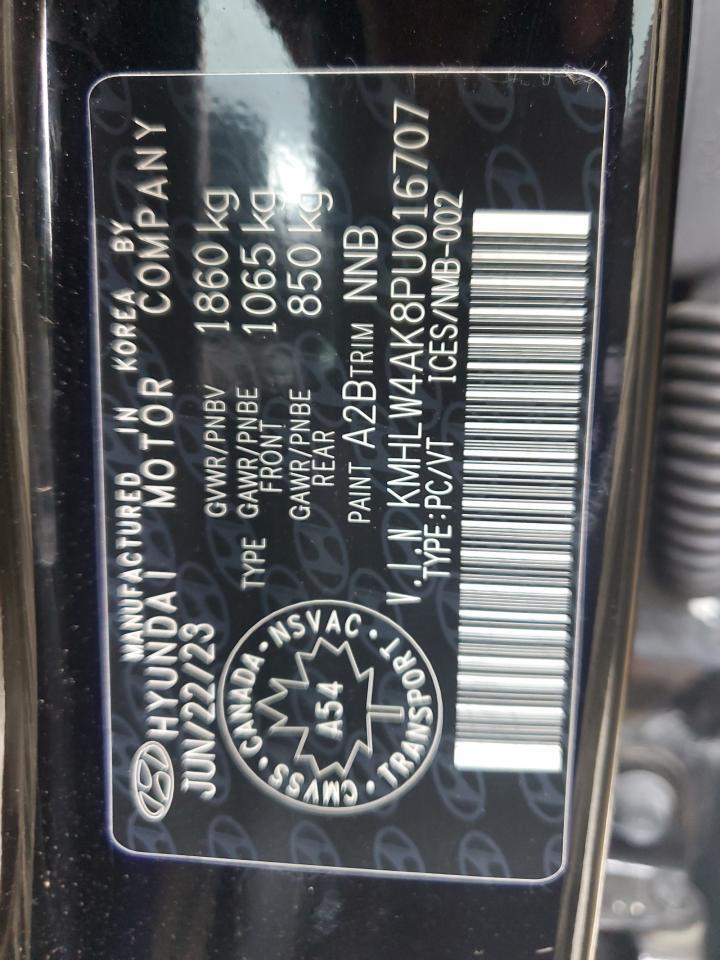 MANUFACTURED IN KOREA BY
HYUNDAI MOTOR COMPANY
JUN/22/23
GVWR/PNBV 1860 kg
TYPE GAWR/PNBE FRONT 1065 kg
GAWR/PNBE REAR 850 kg
PAINT A2B TRIM NNB
V.I.N KMHLW4AK8PU016707
TYPE:PC/VT ICES/NMB-002
CMVSS · CANADA · NSVAC · TRANSPORT ·
A54